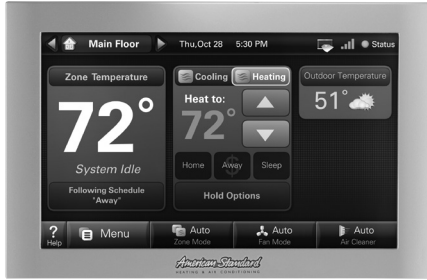 Main Floor
Thu,Oct 28 5:30 PM
Status
Zone Temperature
72°
System Idle
Following Schedule
"Away"
Cooling
Heating
Heat to:
72°
Home
Away
Sleep
Hold Options
Outdoor Temperature
51°
?
Help
Menu
Auto
Zone Mode
Auto
Fan Mode
Auto
Air Cleaner
American Standard
HEATING & AIR CONDITIONING